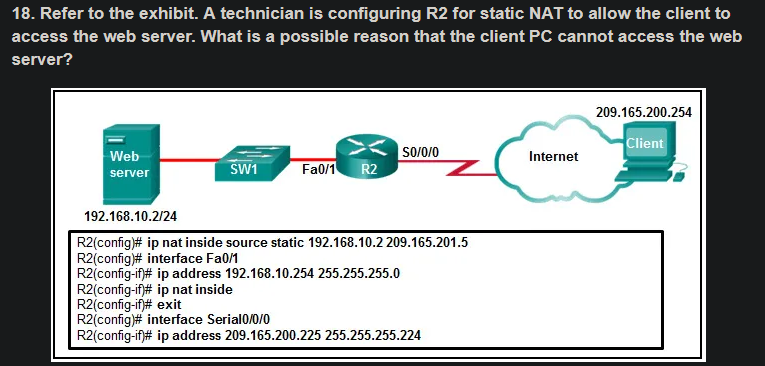 18. Refer to the exhibit. A technician is configuring R2 for static NAT to allow the client to
access the web server. What is a possible reason that the client PC cannot access the web
server?
209.165.200.254
Web
server
SW1
Fa0/1
R2
S0/0/0
Internet
Client
192.168.10.2/24
R2(config)# ip nat inside source static 192.168.10.2 209.165.201.5
R2(config)# interface Fa0/1
R2(config-if)# ip address 192.168.10.254 255.255.255.0
R2(config-if)# ip nat inside
R2(config-if)# exit
R2(config)# interface Serial0/0/0
R2(config-if)# ip address 209.165.200.225 255.255.255.224